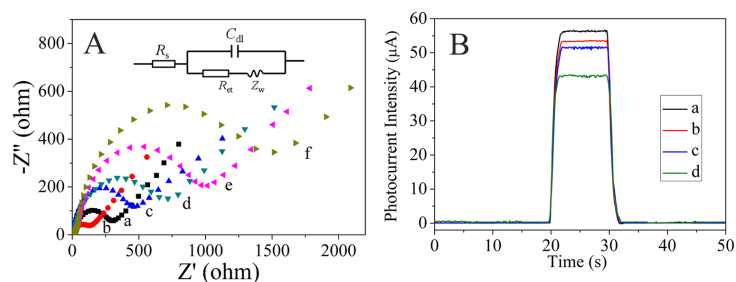 A
-Z" (ohm)
800
600
400
200
0
0
500
1000
1500
2000
Z' (ohm)
Rs
Cdl
Ret
Zw
a
b
c
d
e
f
B
Photocurrent Intensity (μA)
60
50
40
30
20
10
0
0
10
20
30
40
50
Time (s)
a
b
c
d